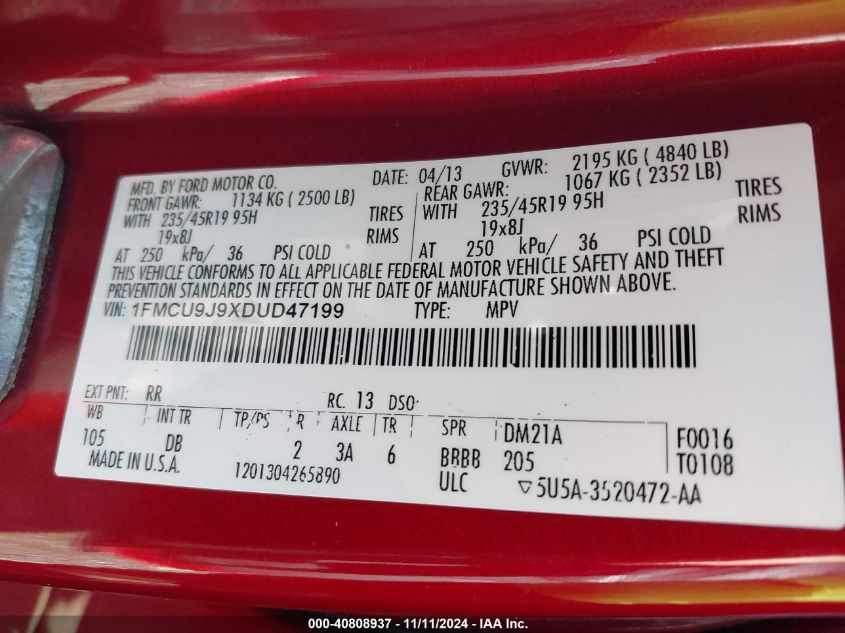 MFD. BY FORD MOTOR CO. DATE: 04/13 GVWR: 2195 KG ( 4840 LB)
FRONT GAWR: 1134 KG ( 2500 LB) REAR GAWR: 1067 KG ( 2352 LB)
WITH 235/45R19 95H TIRES WITH 235/45R19 95H TIRES
19x8J RIMS 19x8J RIMS
AT 250 kPa/ 36 PSI COLD AT 250 kPa/ 36 PSI COLD
THIS VEHICLE CONFORMS TO ALL APPLICABLE FEDERAL MOTOR VEHICLE SAFETY AND THEFT
PREVENTION STANDARDS IN EFFECT ON THE DATE OF MANUFACTURE SHOWN ABOVE.
VIN: 1FMCU9J9XDUD47199 TYPE: MPV
EXT PNT: RR RC: 13 DSO:
WB INT TR TP/PS R AXLE TR SPR DM21A F0016
105 DB 2 3A 6 BRBB 205 T0108
MADE IN U.S.A. 1201304265890 ULC ▽5U5A-3520472-AA
000-40808937 - 11/11/2024 - IAA Inc.